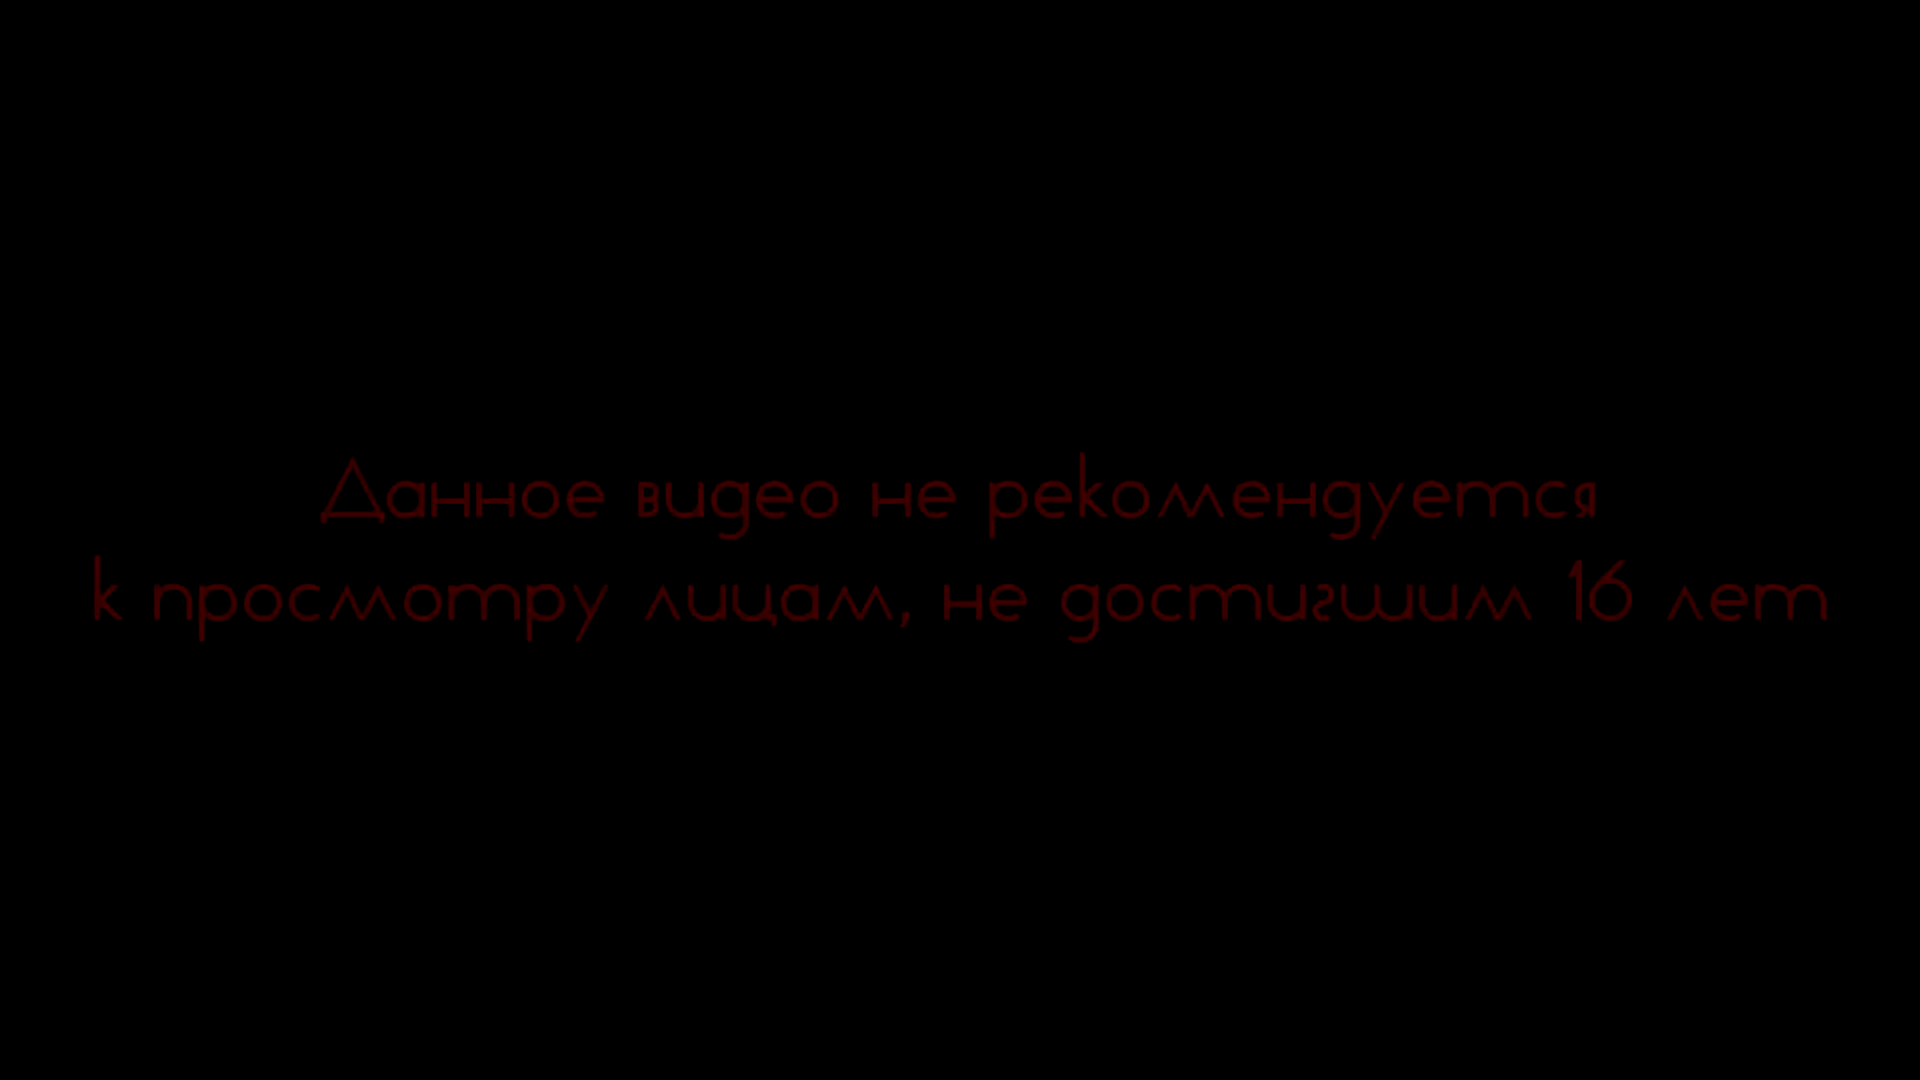 Данное видео не рекомендуется
к просмотру лицам, не достигшим 16 лет